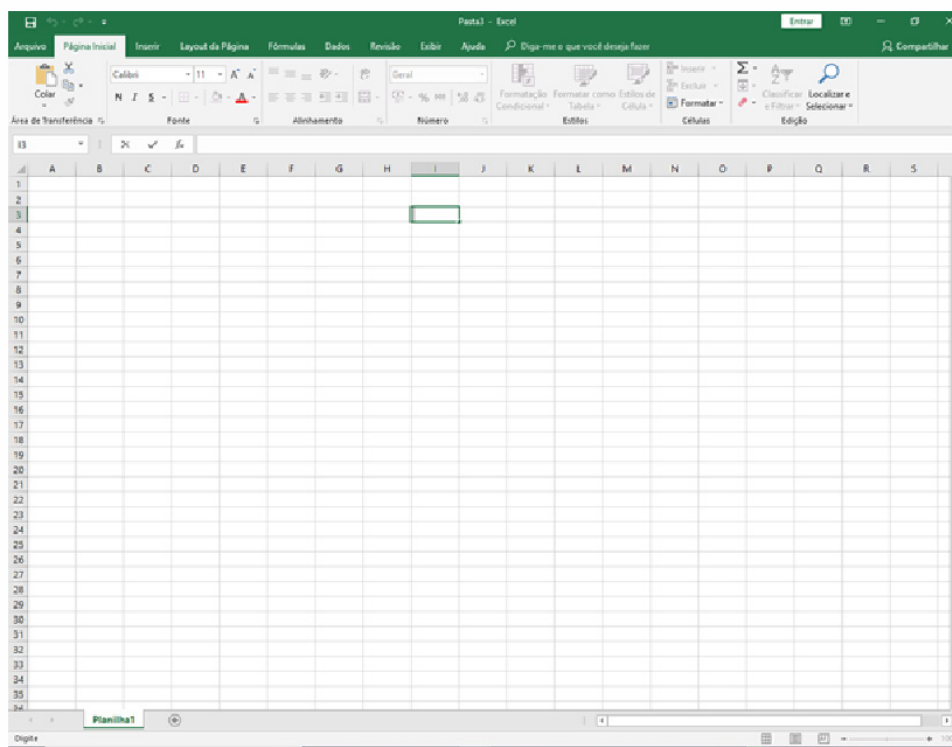 Pasta3 - Excel
Entrar
Arquivo Página Inicial Inserir Layout da Página Fórmulas Dados Revisão Exibir Ajuda Diga-me o que você deseja fazer Compartilhar
Colar
Calibri 11
N I S
Geral
% 000
Formatação Condicional
Formatar como Tabela
Estilos de Célula
Inserir
Excluir
Formatar
Classificar e Filtrar
Localizar e Selecionar
Área de Transferência Fonte Alinhamento Número Estilos Células Edição
I3 fx
A B C D E F G H I J K L M N O P Q R S
1
2
3
4
5
6
7
8
9
10
11
12
13
14
15
16
17
18
19
20
21
22
23
24
25
26
27
28
29
30
31
32
33
34
35
Planilha1
Digite